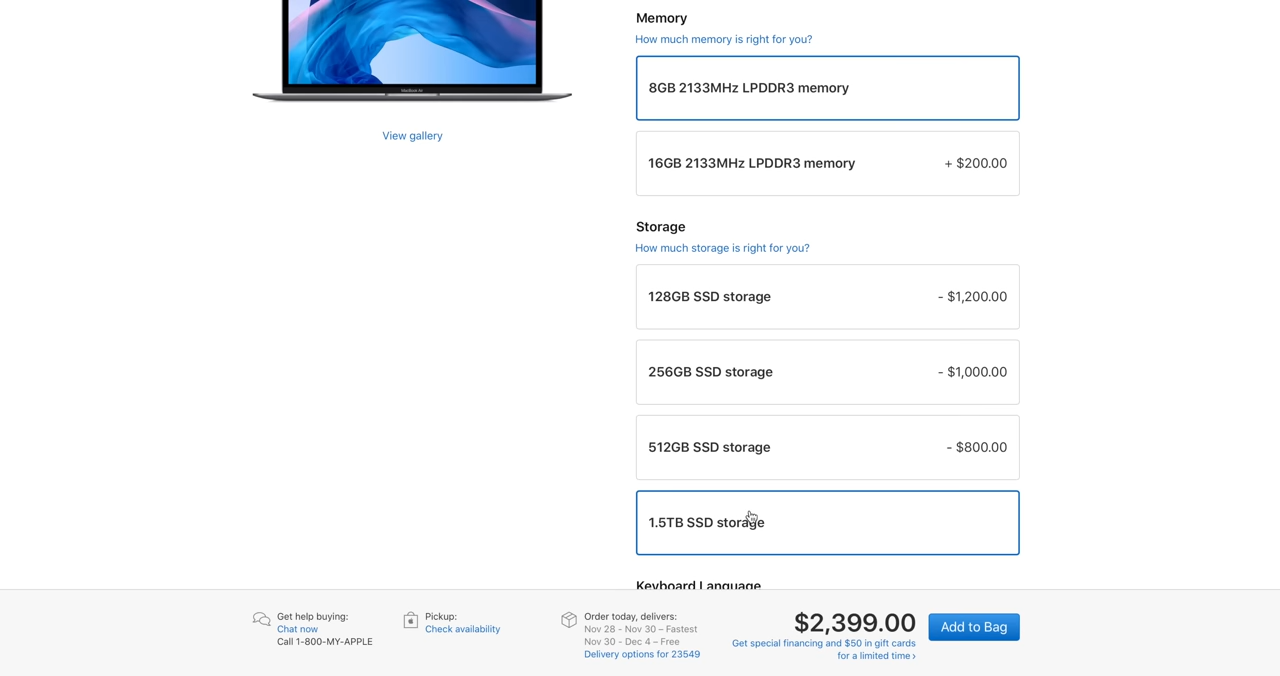 MacBook Air
View gallery
Memory
How much memory is right for you?
8GB 2133MHz LPDDR3 memory
16GB 2133MHz LPDDR3 memory + $200.00
Storage
How much storage is right for you?
128GB SSD storage - $1,200.00
256GB SSD storage - $1,000.00
512GB SSD storage - $800.00
1.5TB SSD storage
Keyboard Language
Get help buying:
Chat now
Call 1-800-MY-APPLE
Pickup:
Check availability
Order today, delivers:
Nov 28 - Nov 30 – Fastest
Nov 30 - Dec 4 – Free
Delivery options for 23549
$2,399.00
Get special financing and $50 in gift cards
for a limited time ›
Add to Bag